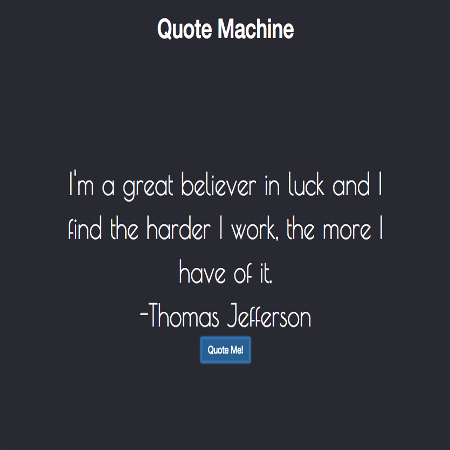 Quote Machine
I'm a great believer in luck and I
find the harder I work, the more I
have of it.
-Thomas Jefferson
Quote Me!